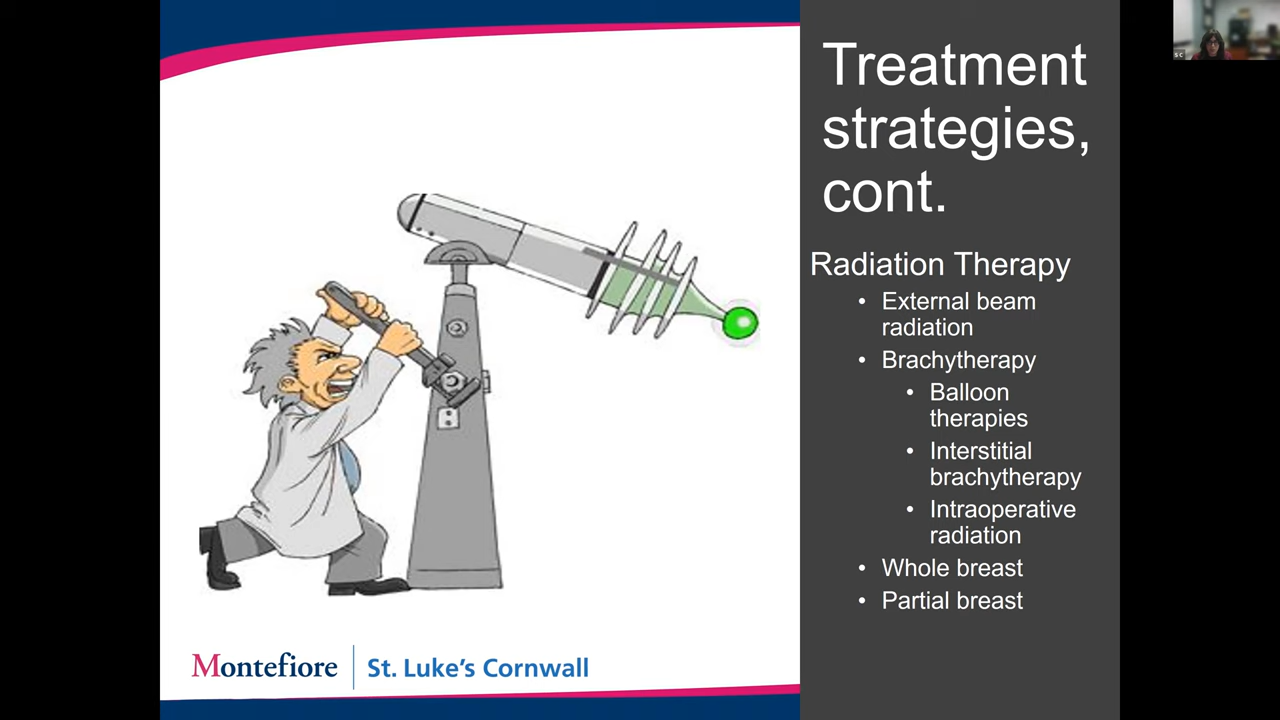 Treatment
strategies,
cont.
Radiation Therapy
• External beam
radiation
• Brachytherapy
• Balloon
therapies
• Interstitial
brachytherapy
• Intraoperative
radiation
• Whole breast
• Partial breast
Montefiore | St. Luke's Cornwall
S C